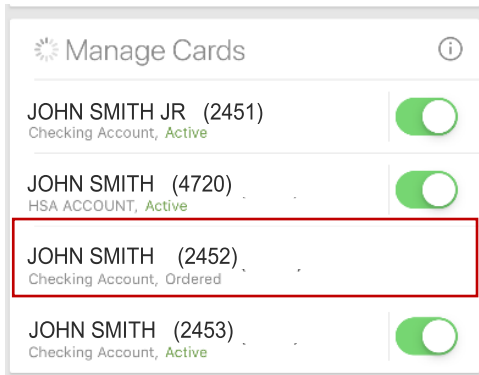 Manage Cards
JOHN SMITH JR (2451)
Checking Account, Active
JOHN SMITH (4720)
HSA ACCOUNT, Active
JOHN SMITH (2452)
Checking Account, Ordered
JOHN SMITH (2453)
Checking Account, Active